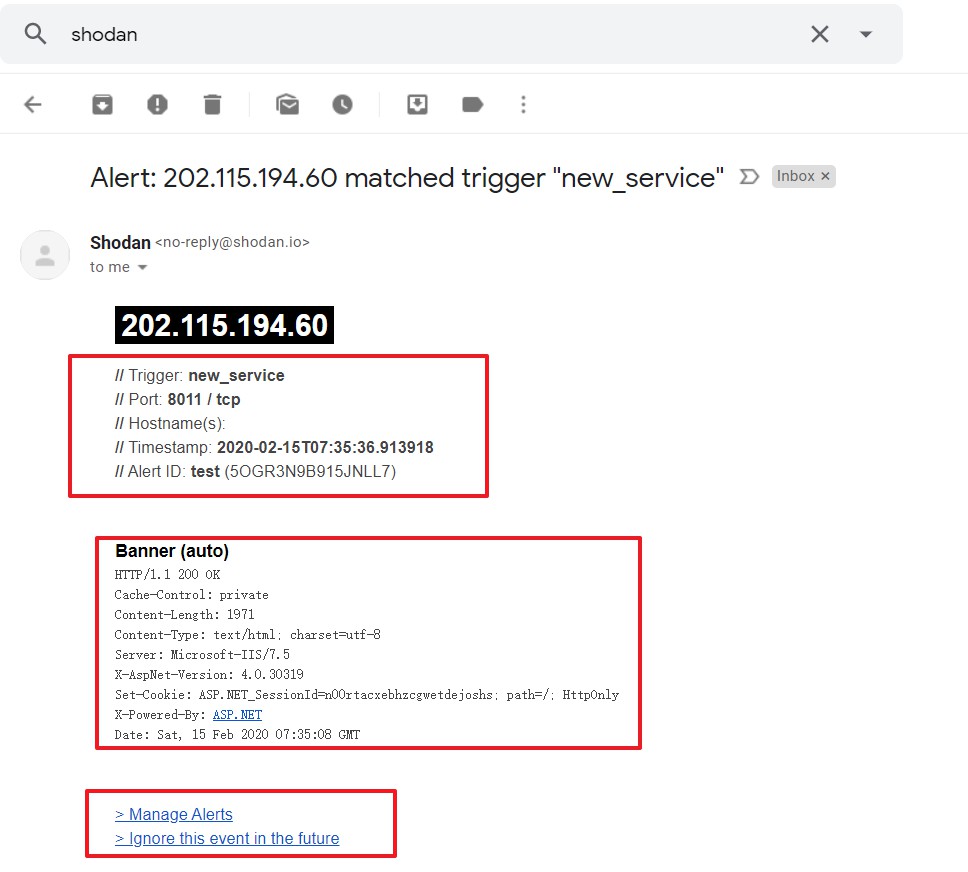 shodan
Alert: 202.115.194.60 matched trigger "new_service" Inbox ×
Shodan <no-reply@shodan.io>
to me
202.115.194.60
// Trigger: new_service
// Port: 8011 / tcp
// Hostname(s):
// Timestamp: 2020-02-15T07:35:36.913918
// Alert ID: test (5OGR3N9B915JNLL7)
Banner (auto)
HTTP/1.1 200 OK
Cache-Control: private
Content-Length: 1971
Content-Type: text/html; charset=utf-8
Server: Microsoft-IIS/7.5
X-AspNet-Version: 4.0.30319
Set-Cookie: ASP.NET_SessionId=n00rtacxebhzcgwetdejoshs; path=/; HttpOnly
X-Powered-By: ASP.NET
Date: Sat, 15 Feb 2020 07:35:08 GMT
> Manage Alerts
> Ignore this event in the future